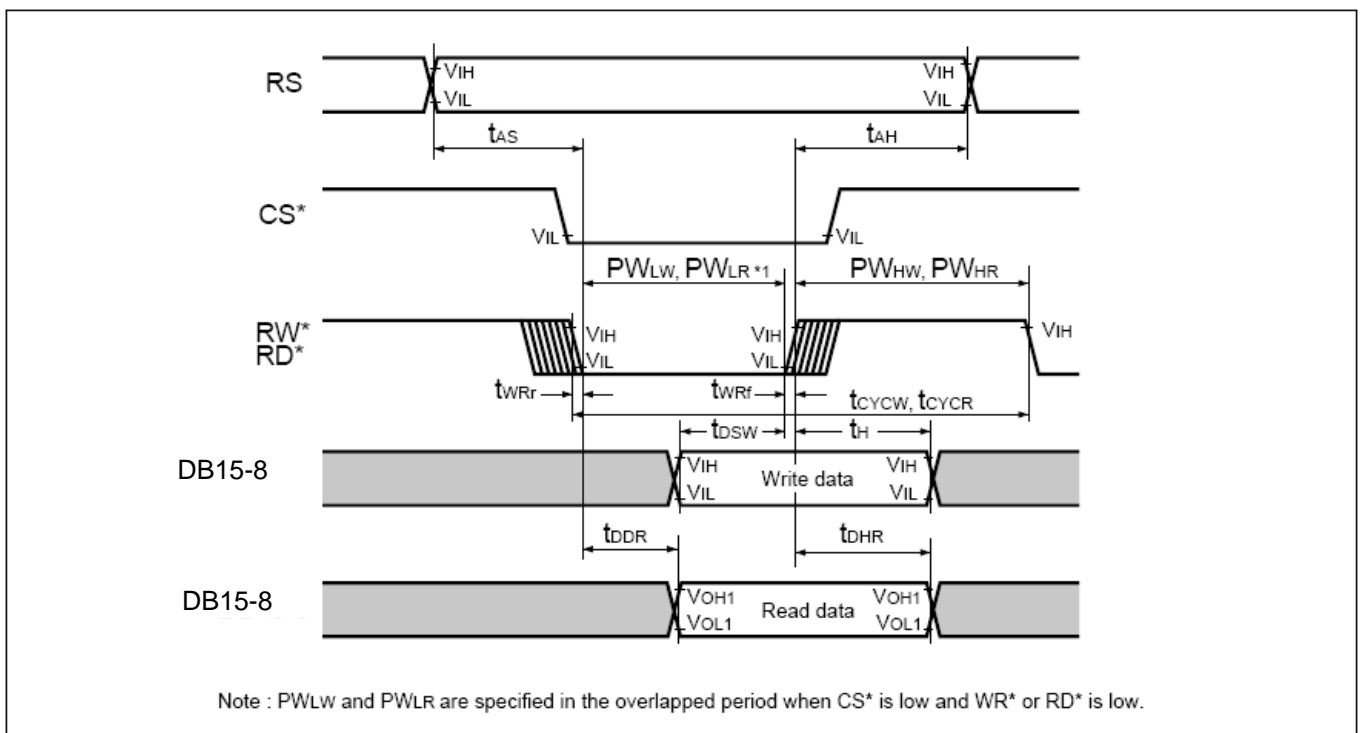 RS VIH VIH
VIL VIL
tAS tAH
CS*
VIL VIL
PWLW, PWLR *1 PWHW, PWHR
RW* VIH VIH VIH
RD* VIL VIL
tWRr tWRf tCYCW, tCYCR
tDSW tH
DB15-8 VIH Write data VIH
VIL VIL
tDDR tDHR
DB15-8 VOH1 Read data VOH1
VOL1 VOL1
Note : PWLW and PWLR are specified in the overlapped period when CS* is low and WR* or RD* is low.